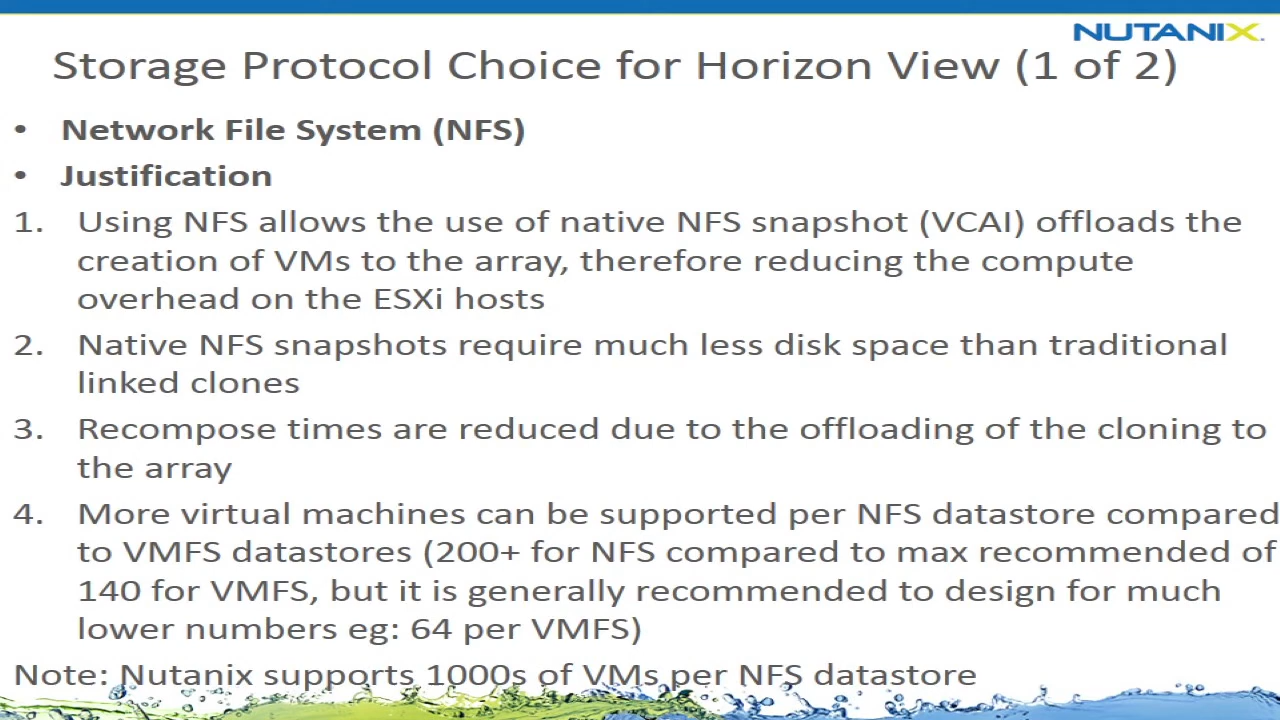 NUTANIX
Storage Protocol Choice for Horizon View (1 of 2)
• Network File System (NFS)
• Justification
1. Using NFS allows the use of native NFS snapshot (VCAI) offloads the
creation of VMs to the array, therefore reducing the compute
overhead on the ESXi hosts
2. Native NFS snapshots require much less disk space than traditional
linked clones
3. Recompose times are reduced due to the offloading of the cloning to
the array
4. More virtual machines can be supported per NFS datastore compared
to VMFS datastores (200+ for NFS compared to max recommended of
140 for VMFS, but it is generally recommended to design for much
lower numbers eg: 64 per VMFS)
Note: Nutanix supports 1000s of VMs per NFS datastore